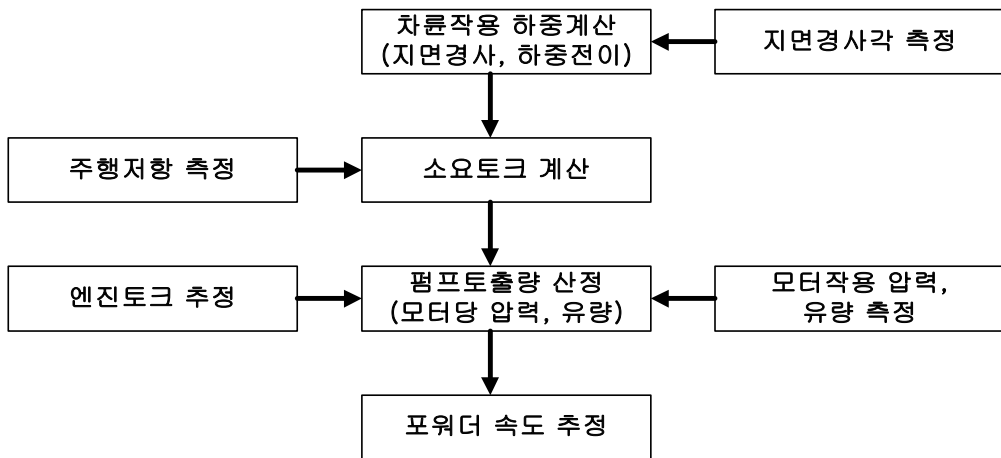 차륜작용 하중계산
(지면경사, 하중전이)
지면경사각 측정
주행저항 측정
소요토크 계산
엔진토크 추정
펌프토출량 산정
(모터당 압력, 유량)
모터작용 압력,
유량 측정
포워더 속도 추정